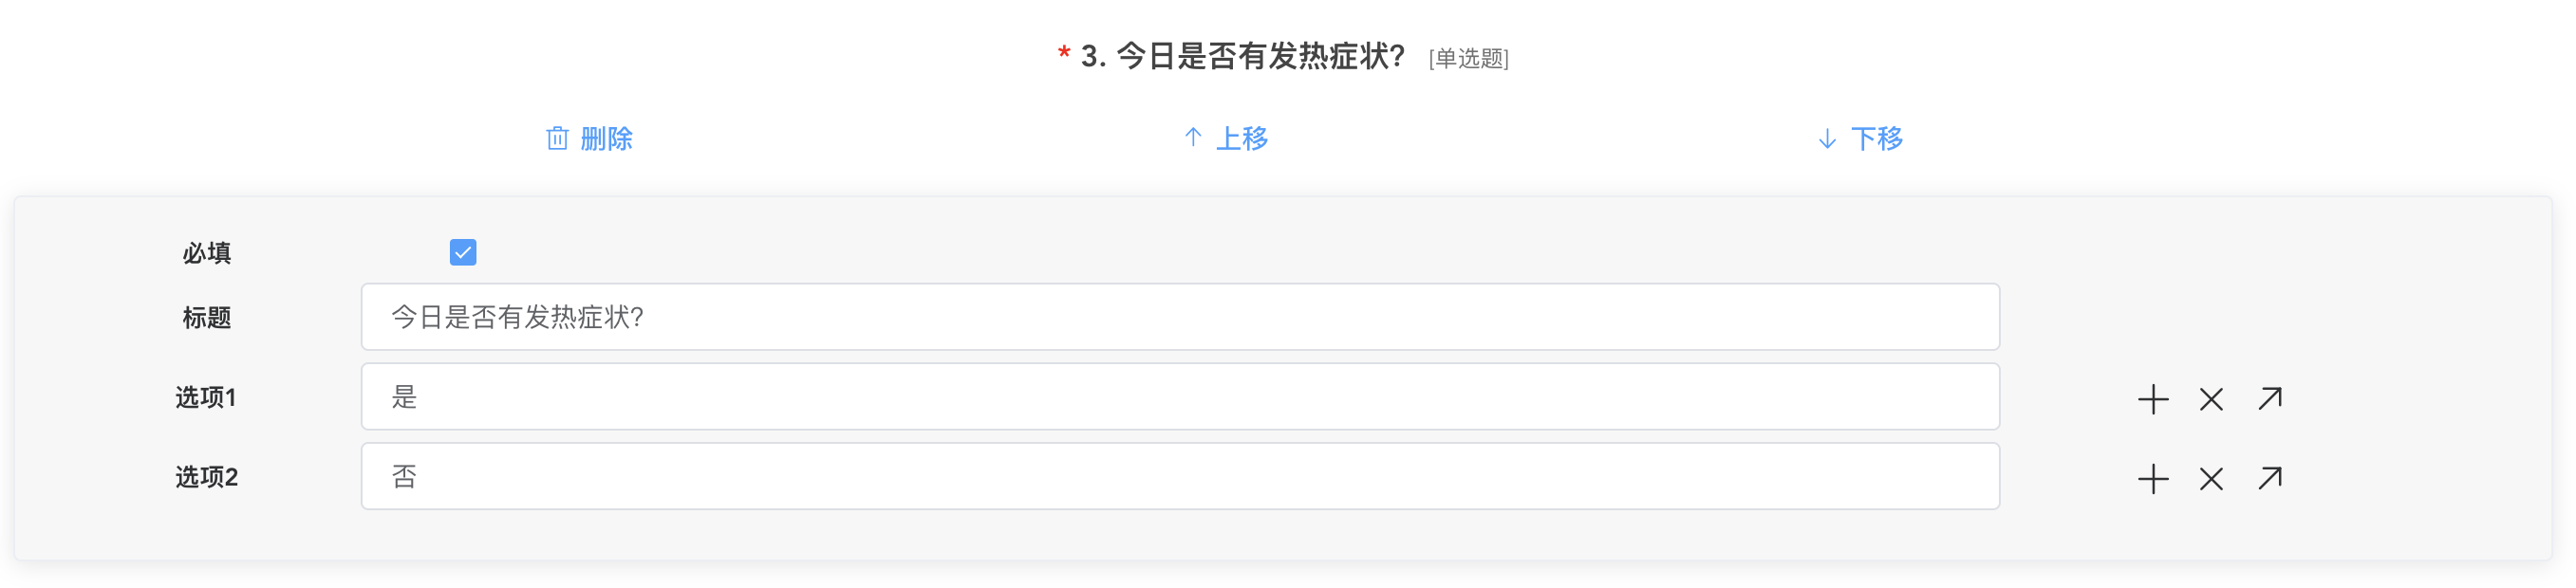 * 3. 今日是否有发热症状? [单选题]
删除 上移 下移
必填
标题 今日是否有发热症状?
选项1 是
选项2 否